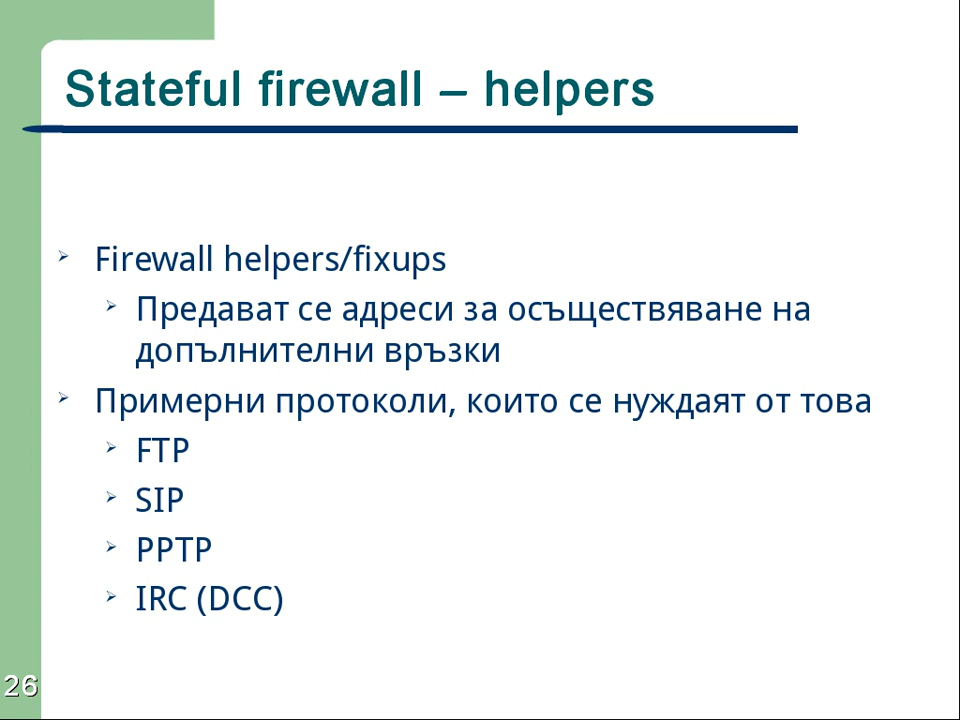 Stateful firewall – helpers
Firewall helpers/fixups
Предават се адреси за осъществяване на
допълнителни връзки
Примерни протоколи, които се нуждаят от това
FTP
SIP
PPTP
IRC (DCC)
26